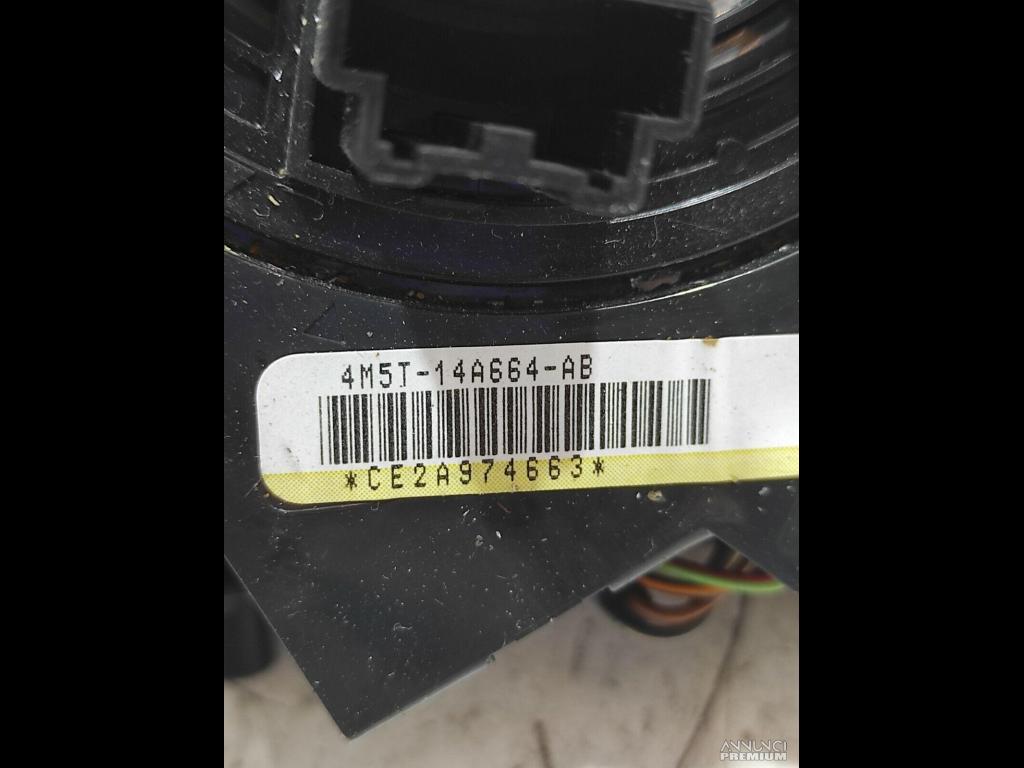 4M5T-14A664-AB
*CE2A974663*
ANNUNCI
PREMIUM